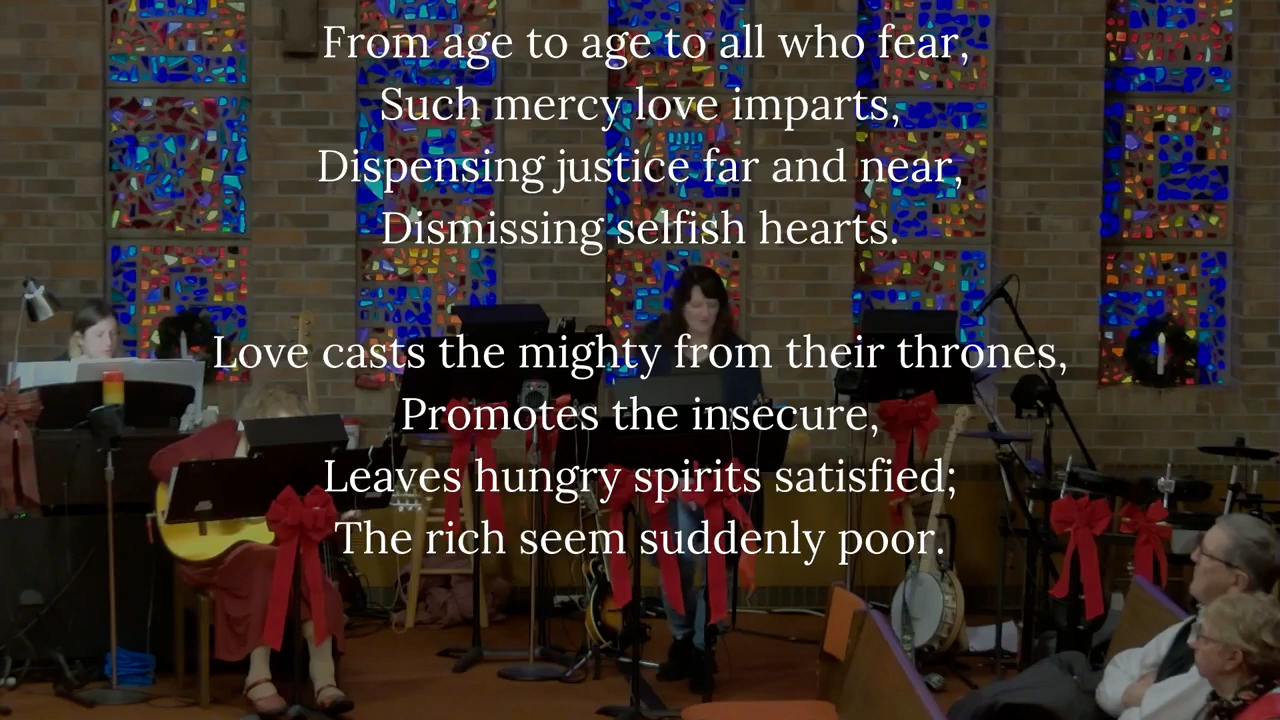 From age to age to all who fear,
Such mercy love imparts,
Dispensing justice far and near,
Dismissing selfish hearts.
Love casts the mighty from their thrones,
Promotes the insecure,
Leaves hungry spirits satisfied;
The rich seem suddenly poor.